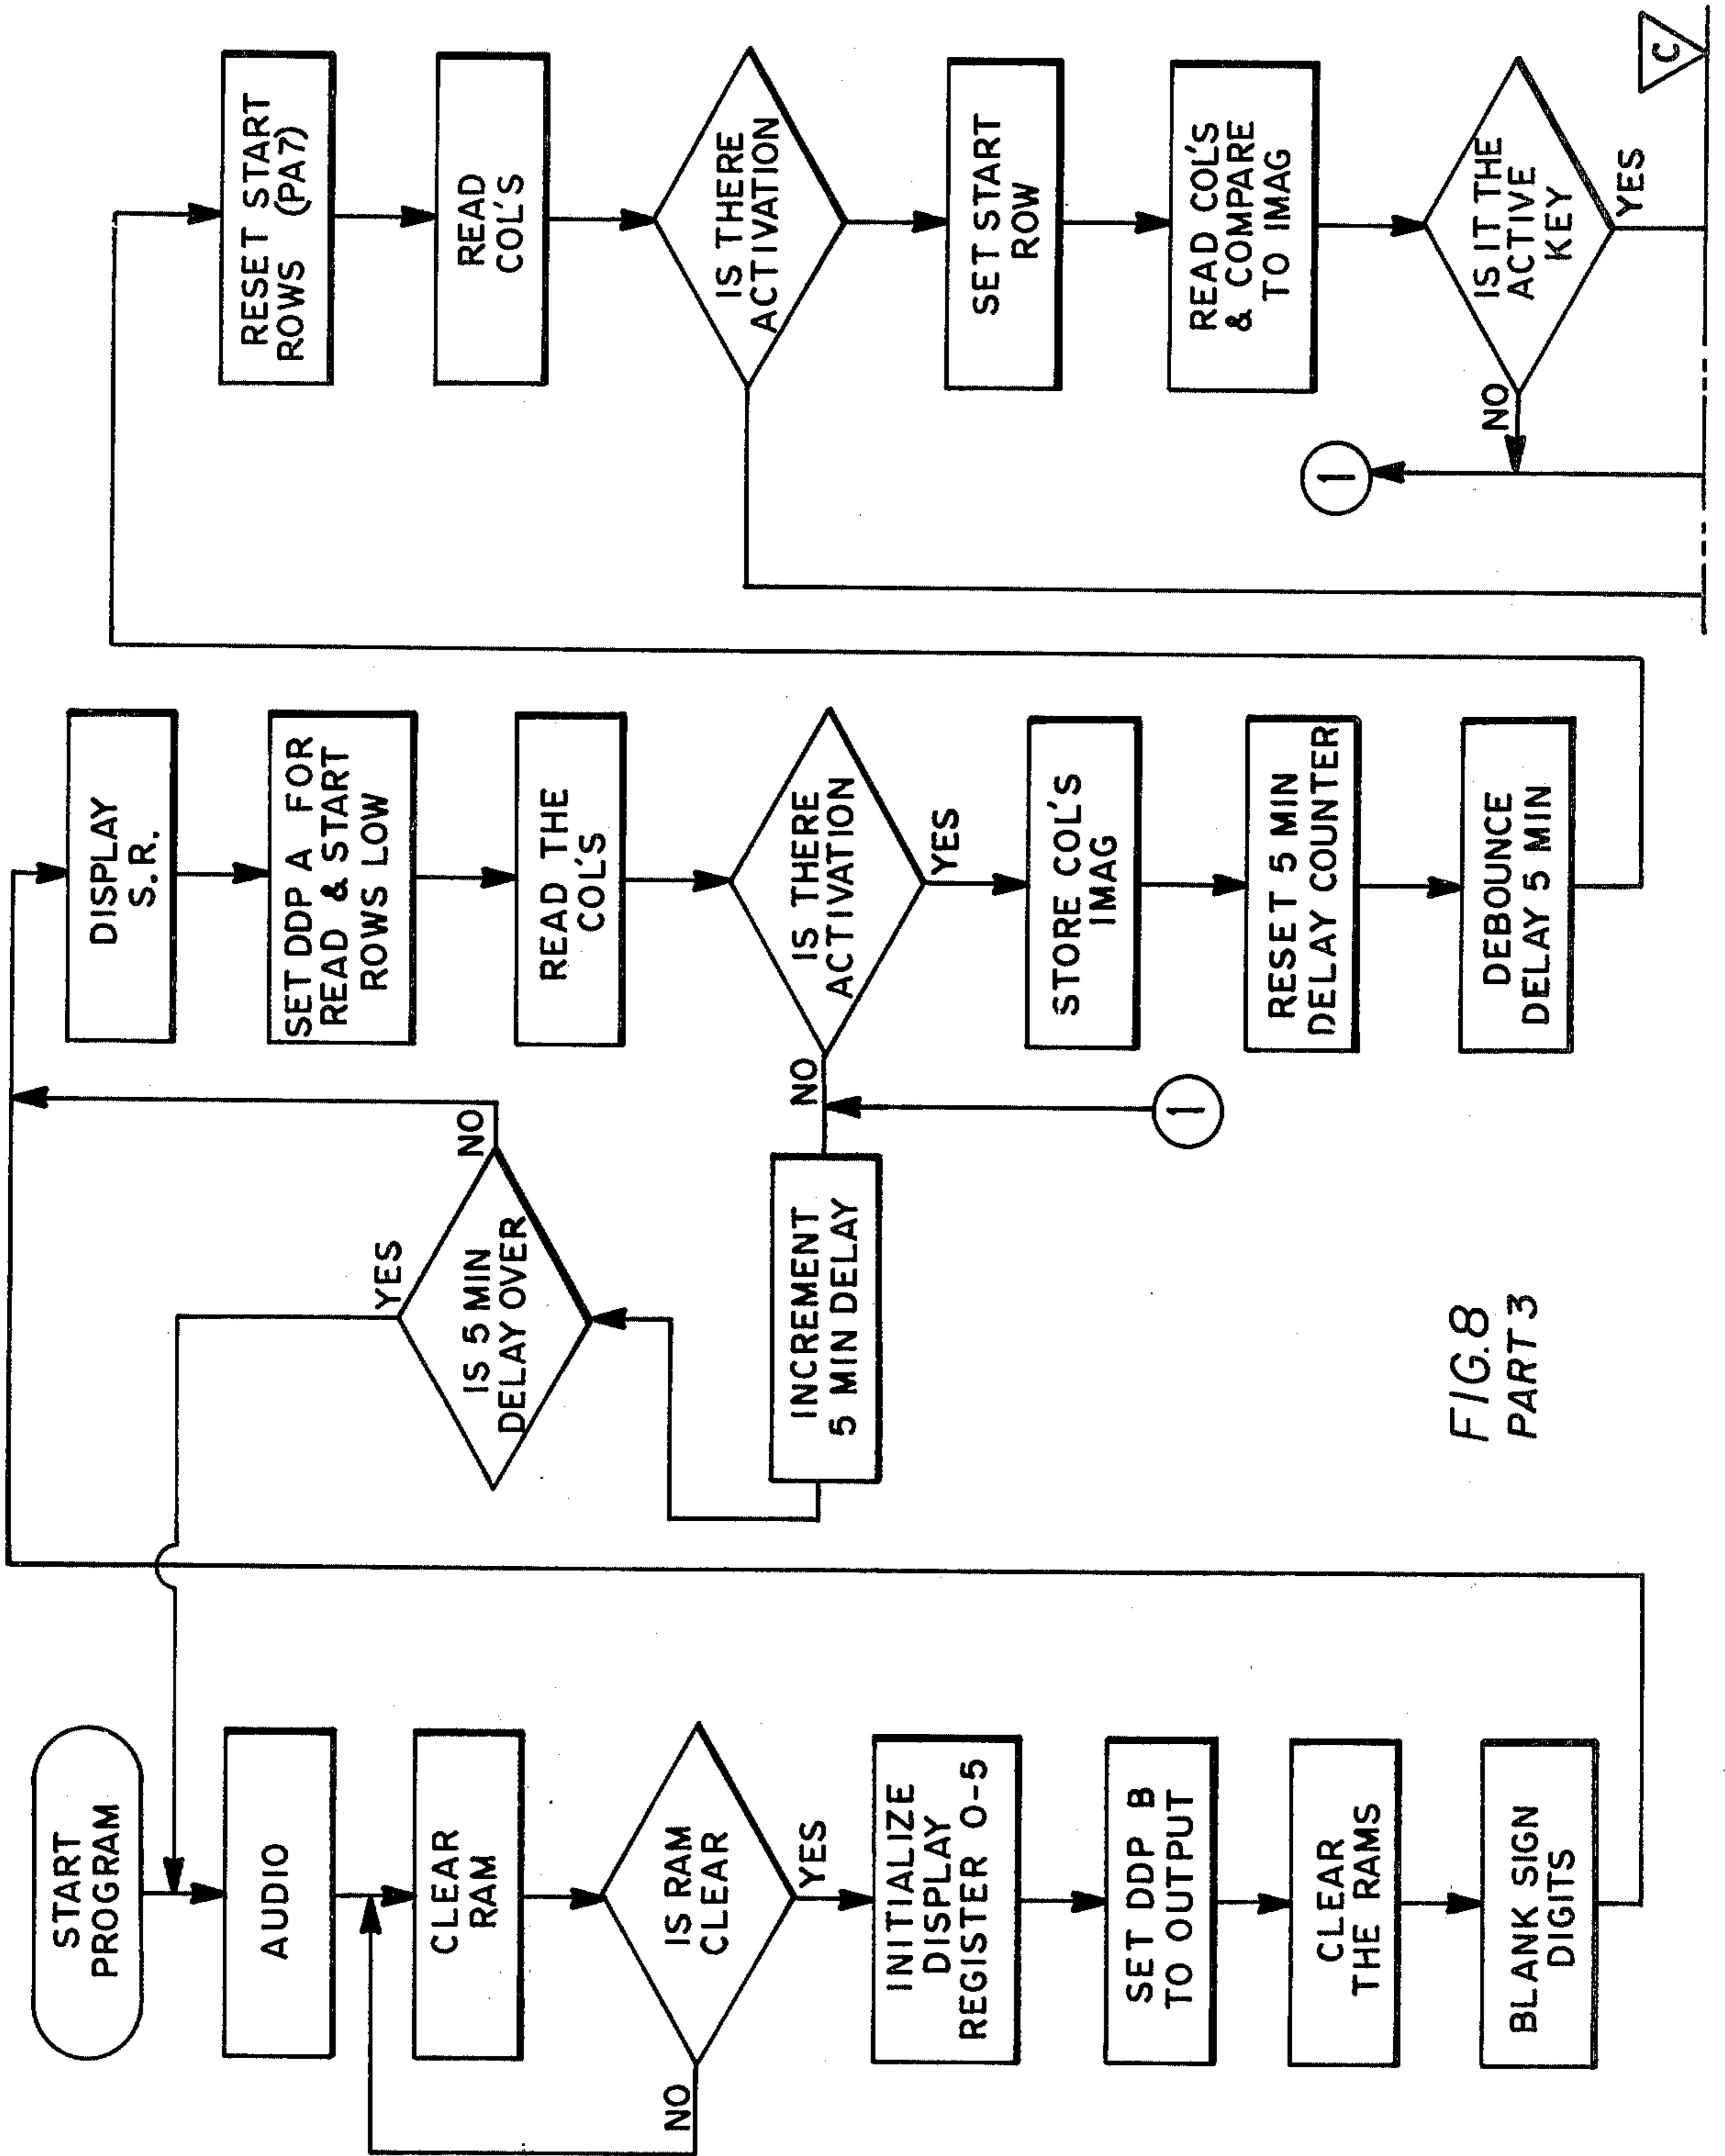 START
PROGRAM
AUDIO
CLEAR
RAM
IS RAM
CLEAR
NO
YES
INITIALIZE
DISPLAY
REGISTER 0-5
SET DDP B
TO OUTPUT
CLEAR
THE RAMS
BLANK SIGN
DIGITS
IS 5 MIN
DELAY OVER
YES
NO
INCREMENT
5 MIN DELAY
1
DISPLAY
S.R.
SET DDP A FOR
READ & START
ROWS LOW
READ THE
COL'S
IS THERE
ACTIVATION
NO
YES
STORE COL'S
IMAG
RESET 5 MIN
DELAY COUNTER
DEBOUNCE
DELAY 5 MIN
RESET START
ROWS (PA7)
READ
COL'S
IS THERE
ACTIVATION
SET START
ROW
READ COL'S
& COMPARE
TO IMAG
IS IT THE
ACTIVE
KEY
NO
YES
1
C
FIG.8
PART 3